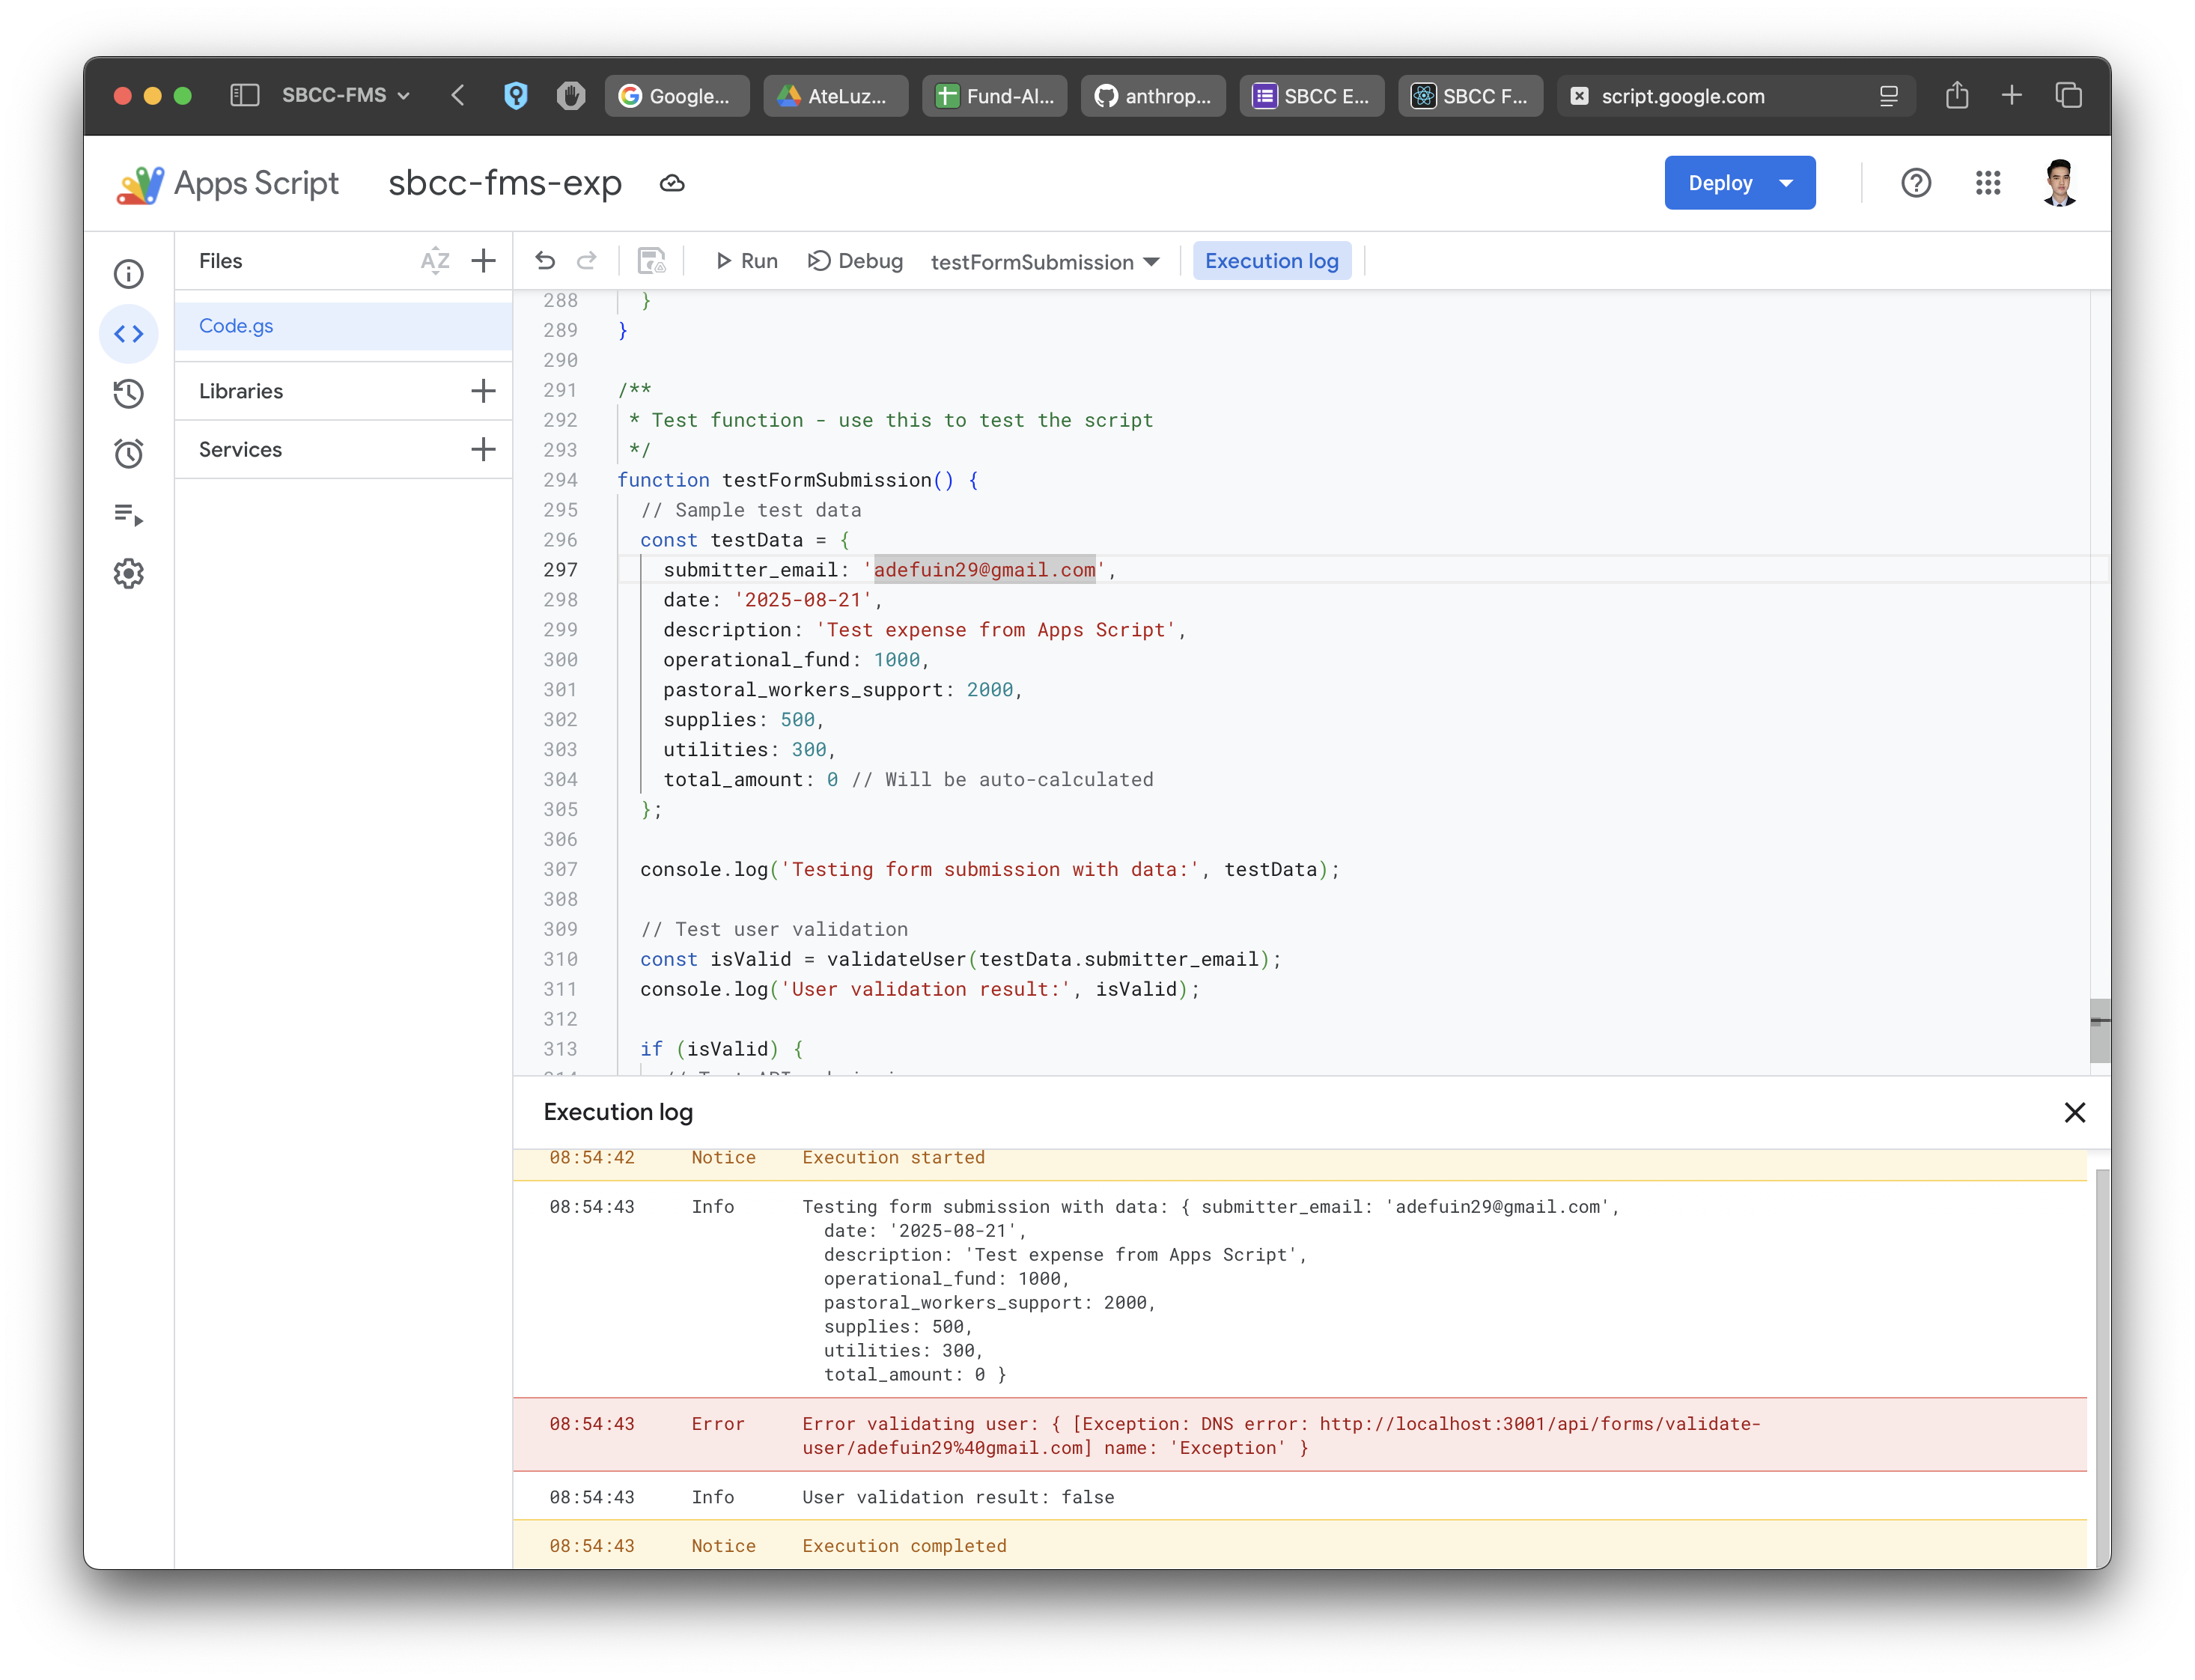 SBCC-FMS
Google...
AteLuz...
Fund-Al...
anthrop...
SBCC E...
SBCC F...
script.google.com
Apps Script
sbcc-fms-exp
Deploy
Files
AZ
Run
Debug
testFormSubmission
Execution log
Code.gs
Libraries
Services
288 }
289 }
290
291 /**
292 * Test function - use this to test the script
293 */
294 function testFormSubmission() {
295 // Sample test data
296 const testData = {
297 submitter_email: 'adefuin29@gmail.com',
298 date: '2025-08-21',
299 description: 'Test expense from Apps Script',
300 operational_fund: 1000,
301 pastoral_workers_support: 2000,
302 supplies: 500,
303 utilities: 300,
304 total_amount: 0 // Will be auto-calculated
305 };
306
307 console.log('Testing form submission with data:', testData);
308
309 // Test user validation
310 const isValid = validateUser(testData.submitter_email);
311 console.log('User validation result:', isValid);
312
313 if (isValid) {
Execution log
08:54:42 Notice Execution started
08:54:43 Info Testing form submission with data: { submitter_email: 'adefuin29@gmail.com',
date: '2025-08-21',
description: 'Test expense from Apps Script',
operational_fund: 1000,
pastoral_workers_support: 2000,
supplies: 500,
utilities: 300,
total_amount: 0 }
08:54:43 Error Error validating user: { [Exception: DNS error: http://localhost:3001/api/forms/validate-
user/adefuin29%40gmail.com] name: 'Exception' }
08:54:43 Info User validation result: false
08:54:43 Notice Execution completed